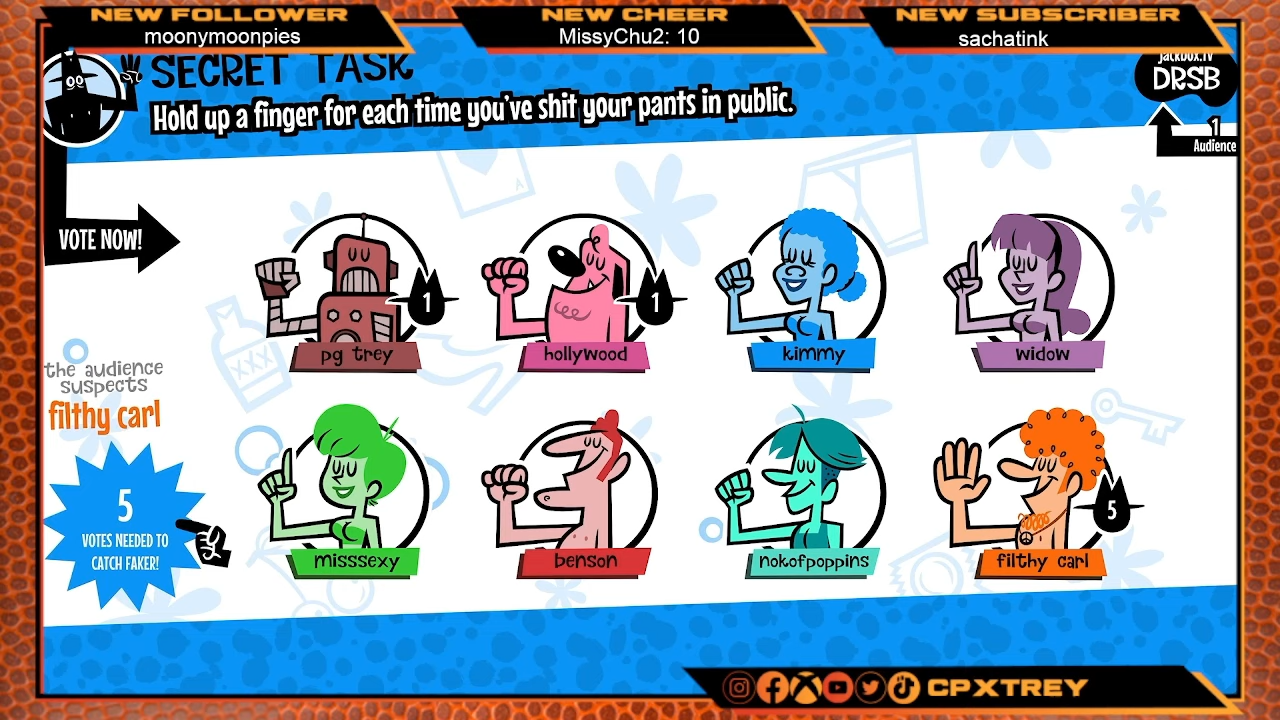 NEW FOLLOWER
moonymoonpies
NEW CHEER
MissyChu2: 10
NEW SUBSCRIBER
sachatink
SECRET TASK
Hold up a finger for each time you've shit your pants in public.
jackbox.tv
DRSB
1
Audience
VOTE NOW!
1
1
pg trey
hollywood
kimmy
widow
the audience
suspects
filthy carl
5
VOTES NEEDED TO
CATCH FAKER!
XXX
A
5
misssexy
benson
nokofpoppins
filthy carl
CPXTREY